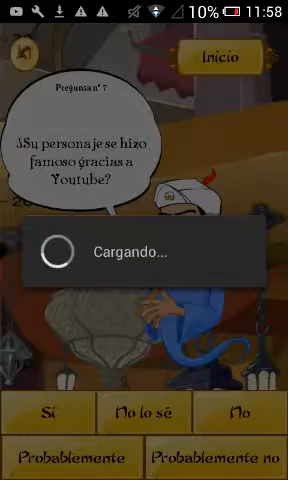 10% 11:58
Inicio
Pregunta n° 7
¿Su personaje se hizo
famoso gracias a
Youtube?
Cargando...
Sí No lo sé No
Probablemente Probablemente no